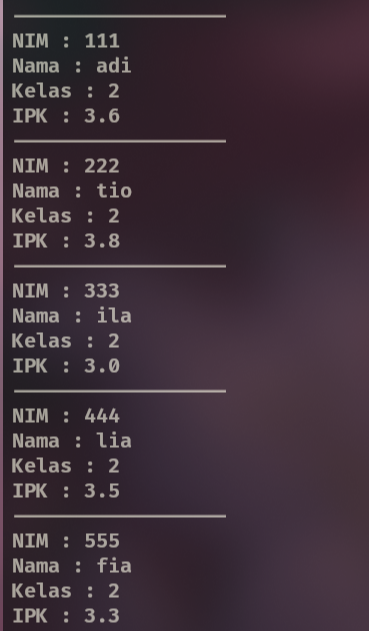 NIM : 111
Nama : adi
Kelas : 2
IPK : 3.6
NIM : 222
Nama : tio
Kelas : 2
IPK : 3.8
NIM : 333
Nama : ila
Kelas : 2
IPK : 3.0
NIM : 444
Nama : lia
Kelas : 2
IPK : 3.5
NIM : 555
Nama : fia
Kelas : 2
IPK : 3.3